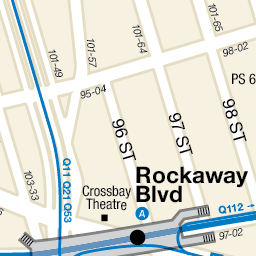 101-65
101-64
101-57
101-49
98-02
95-04
PS 6
96 ST
97 ST
98 ST
103-33
Q11 Q21 Q53
Crossbay
Theatre
Rockaway
Blvd
A
Q112
97-02